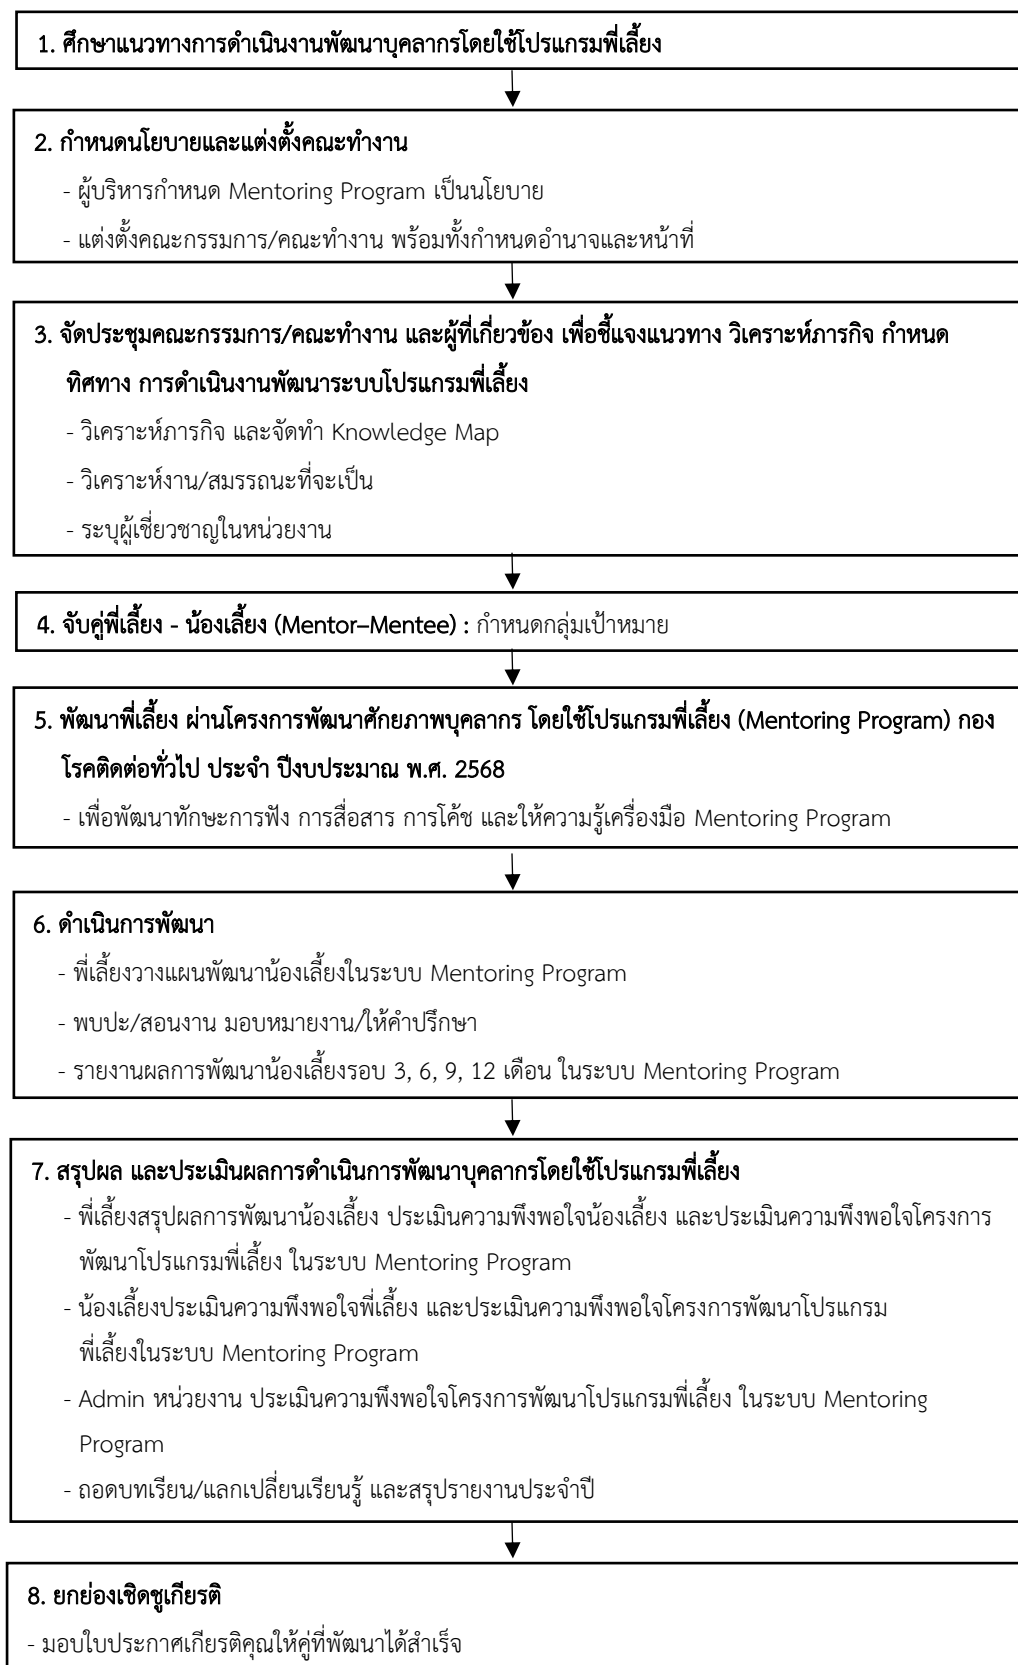 1. ศึกษาแนวทางการดำเนินงานพัฒนาบุคลากรโดยใช้โปรแกรมพี่เลี้ยง
2. กำหนดนโยบายและแต่งตั้งคณะทำงาน
- ผู้บริหารกำหนด Mentoring Program เป็นนโยบาย
- แต่งตั้งคณะกรรมการ/คณะทำงาน พร้อมทั้งกำหนดอำนาจและหน้าที่
3. จัดประชุมคณะกรรมการ/คณะทำงาน และผู้ที่เกี่ยวข้อง เพื่อชี้แจงแนวทาง วิเคราะห์ภารกิจ กำหนด
ทิศทาง การดำเนินงานพัฒนาระบบโปรแกรมพี่เลี้ยง
- วิเคราะห์ภารกิจ และจัดทำ Knowledge Map
- วิเคราะห์งาน/สมรรถนะที่จะเป็น
- ระบุผู้เชี่ยวชาญในหน่วยงาน
4. จับคู่พี่เลี้ยง - น้องเลี้ยง (Mentor–Mentee) : กำหนดกลุ่มเป้าหมาย
5. พัฒนาพี่เลี้ยง ผ่านโครงการพัฒนาศักยภาพบุคลากร โดยใช้โปรแกรมพี่เลี้ยง (Mentoring Program) กอง
โรคติดต่อทั่วไป ประจำ ปีงบประมาณ พ.ศ. 2568
- เพื่อพัฒนาทักษะการฟัง การสื่อสาร การโค้ช และให้ความรู้เครื่องมือ Mentoring Program
6. ดำเนินการพัฒนา
- พี่เลี้ยงวางแผนพัฒนาน้องเลี้ยงในระบบ Mentoring Program
- พบปะ/สอนงาน มอบหมายงาน/ให้คำปรึกษา
- รายงานผลการพัฒนาน้องเลี้ยงรอบ 3, 6, 9, 12 เดือน ในระบบ Mentoring Program
7. สรุปผล และประเมินผลการดำเนินการพัฒนาบุคลากรโดยใช้โปรแกรมพี่เลี้ยง
- พี่เลี้ยงสรุปผลการพัฒนาน้องเลี้ยง ประเมินความพึงพอใจน้องเลี้ยง และประเมินความพึงพอใจโครงการ
พัฒนาโปรแกรมพี่เลี้ยง ในระบบ Mentoring Program
- น้องเลี้ยงประเมินความพึงพอใจพี่เลี้ยง และประเมินความพึงพอใจโครงการพัฒนาโปรแกรม
พี่เลี้ยงในระบบ Mentoring Program
- Admin หน่วยงาน ประเมินความพึงพอใจโครงการพัฒนาโปรแกรมพี่เลี้ยง ในระบบ Mentoring
Program
- ถอดบทเรียน/แลกเปลี่ยนเรียนรู้ และสรุปรายงานประจำปี
8. ยกย่องเชิดชูเกียรติ
- มอบใบประกาศเกียรติคุณให้คู่ที่พัฒนาได้สำเร็จ